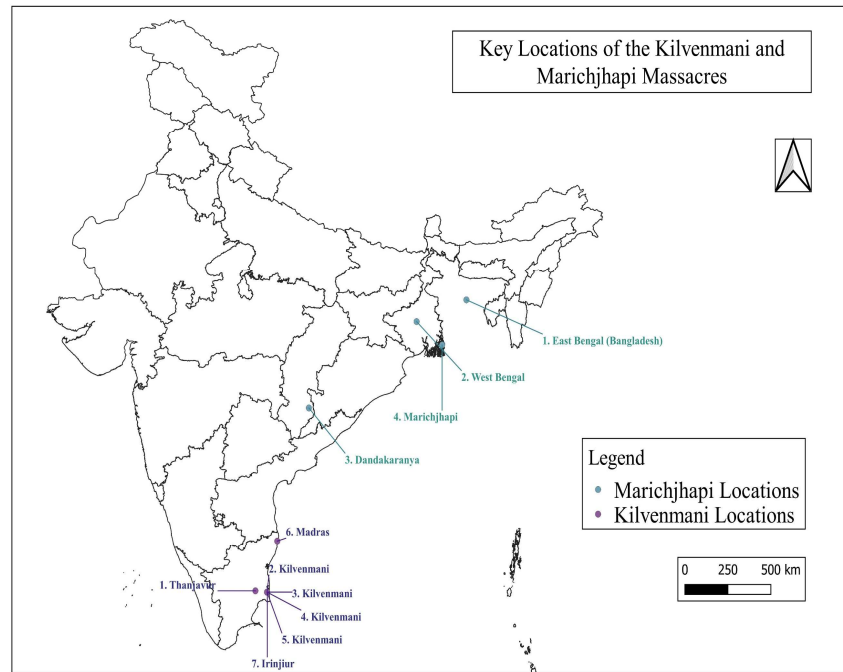 Key Locations of the Kilvenmani and
Marichjhapi Massacres
1. East Bengal (Bangladesh)
2. West Bengal
4. Marichjhapi
3. Dandakaranya
Legend
Marichjhapi Locations
Kilvenmani Locations
6. Madras
2. Kilvenmani
1. Thanjavur
3. Kilvenmani
4. Kilvenmani
5. Kilvenmani
7. Irinjiur
0 250 500 km